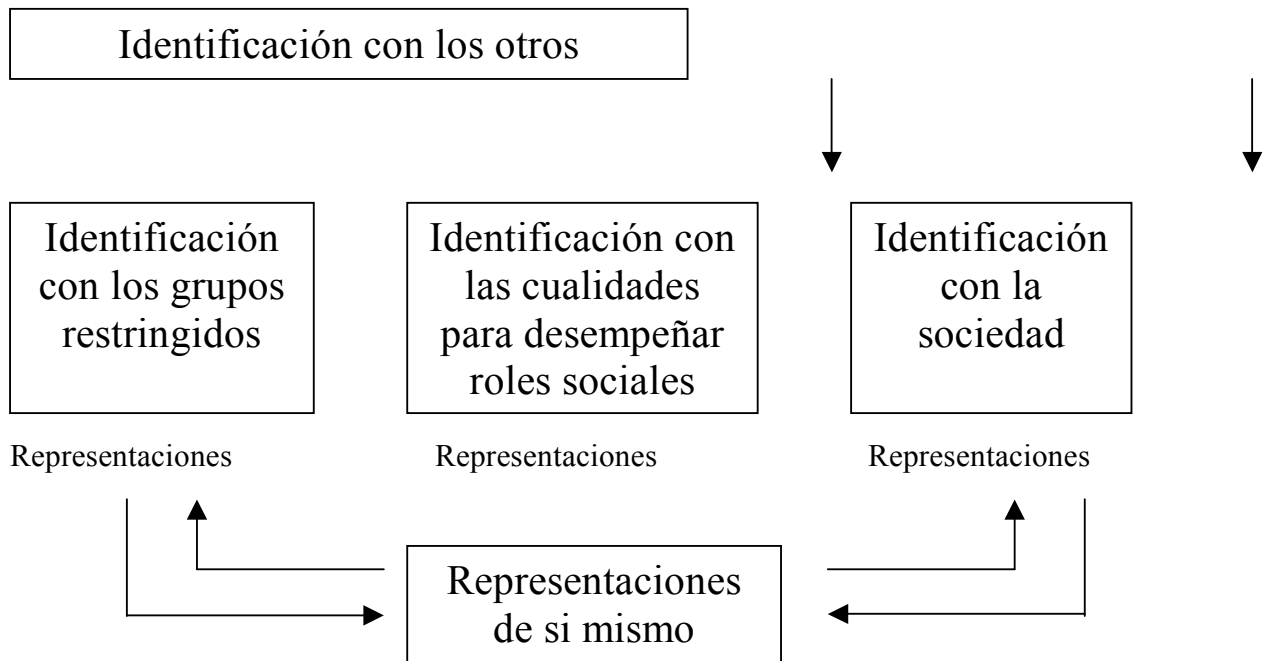 Identificación con los otros
Identificación
con los grupos
restringidos
Identificación con
las cualidades
para desempeñar
roles sociales
Identificación
con la
sociedad
Representaciones
Representaciones
Representaciones
Representaciones
de si mismo